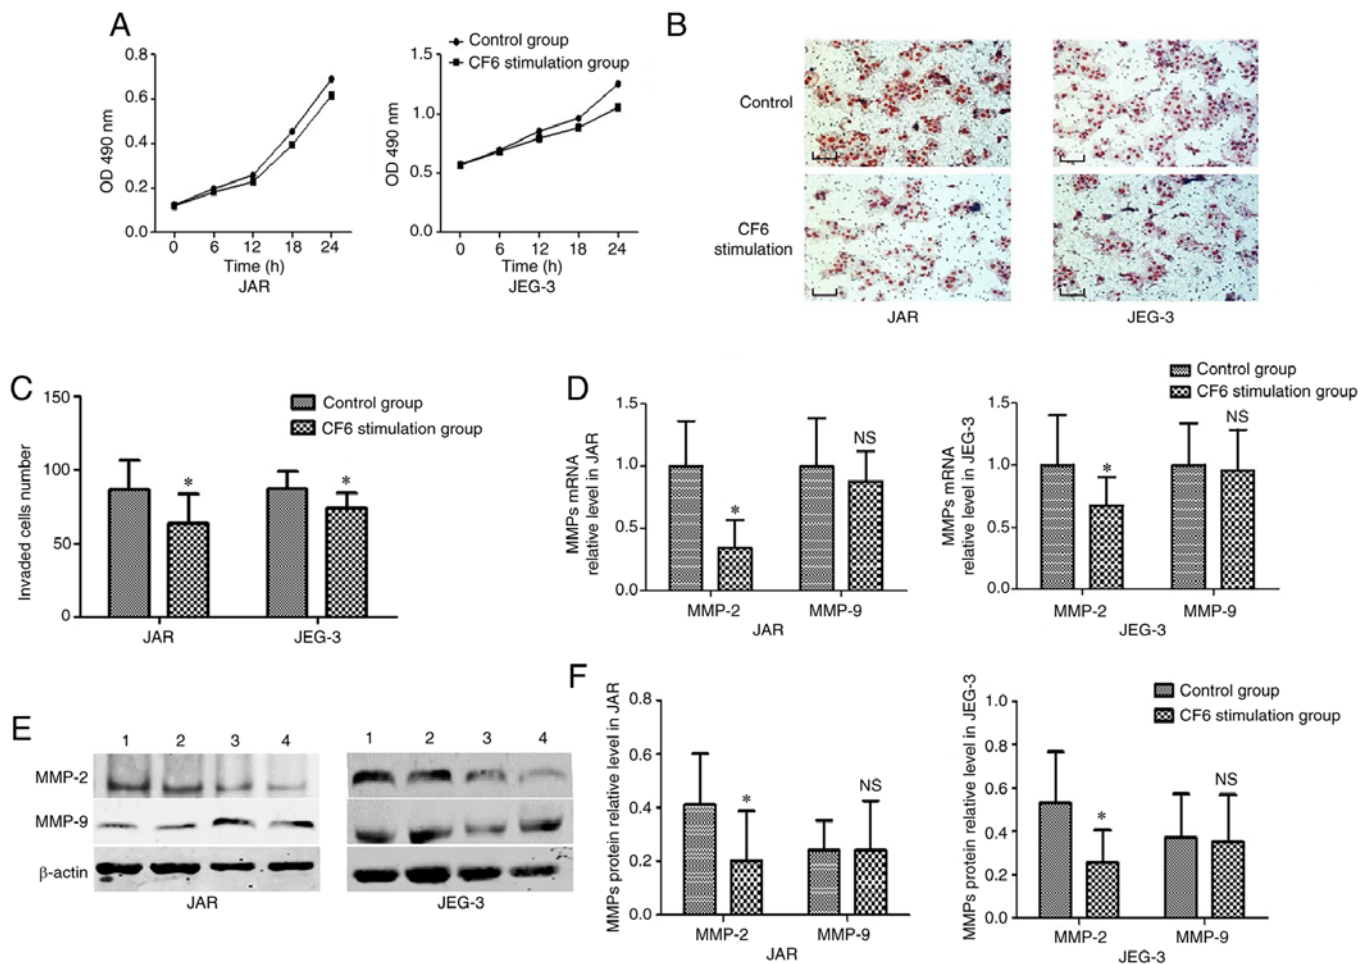 A
Control group
CF6 stimulation group
OD 490 nm
0.8
0.6
0.4
0.2
0.0
0
6
12
18
24
Time (h)
JAR
OD 490 nm
1.5
1.0
0.5
0.0
0
6
12
18
24
Time (h)
JEG-3
B
Control
CF6
stimulation
JAR
JEG-3
C
Control group
CF6 stimulation group
Invaded cells number
150
100
50
0
*
*
JAR
JEG-3
D
Control group
CF6 stimulation group
MMPs mRNA
relative level in JAR
1.5
1.0
0.5
0.0
*
NS
MMP-2
MMP-9
JAR
MMPs mRNA
relative level in JEG-3
1.5
1.0
0.5
0.0
*
NS
MMP-2
MMP-9
JEG-3
E
1 2 3 4
1 2 3 4
MMP-2
MMP-9
β-actin
JAR
JEG-3
F
Control group
CF6 stimulation group
MMPs protein relative level in JAR
0.8
0.6
0.4
0.2
0.0
*
NS
MMP-2
MMP-9
JAR
MMPs protein relative level in JEG-3
1.0
0.8
0.6
0.4
0.2
0.0
*
NS
MMP-2
MMP-9
JEG-3